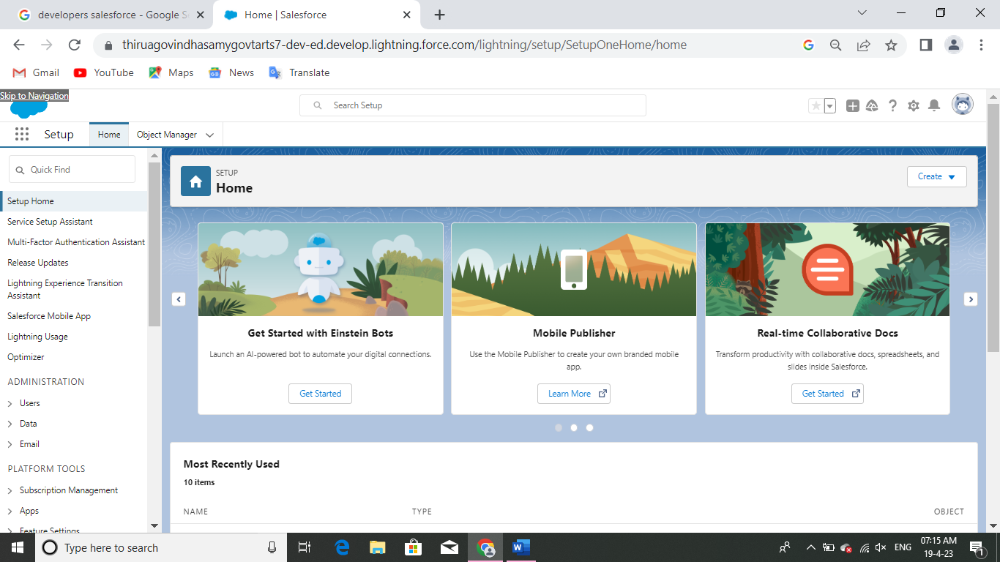 developers salesforce - Google S
Home | Salesforce
thiruagovindhasamygovtarts7-dev-ed.develop.lightning.force.com/lightning/setup/SetupOneHome/home
Gmail
YouTube
Maps
News
Translate
Skip to Navigation
Search Setup
Setup
Home
Object Manager
Quick Find
SETUP
Home
Create
Setup Home
Service Setup Assistant
Multi-Factor Authentication Assistant
Release Updates
Lightning Experience Transition
Assistant
Salesforce Mobile App
Lightning Usage
Optimizer
ADMINISTRATION
Users
Data
Email
PLATFORM TOOLS
Subscription Management
Apps
Feature Settings
Get Started with Einstein Bots
Launch an AI-powered bot to automate your digital connections.
Get Started
Mobile Publisher
Use the Mobile Publisher to create your own branded mobile
app.
Learn More
Real-time Collaborative Docs
Transform productivity with collaborative docs, spreadsheets, and
slides inside Salesforce.
Get Started
Most Recently Used
10 items
NAME
TYPE
OBJECT
Type here to search
ENG
07:15 AM
19-4-23
1